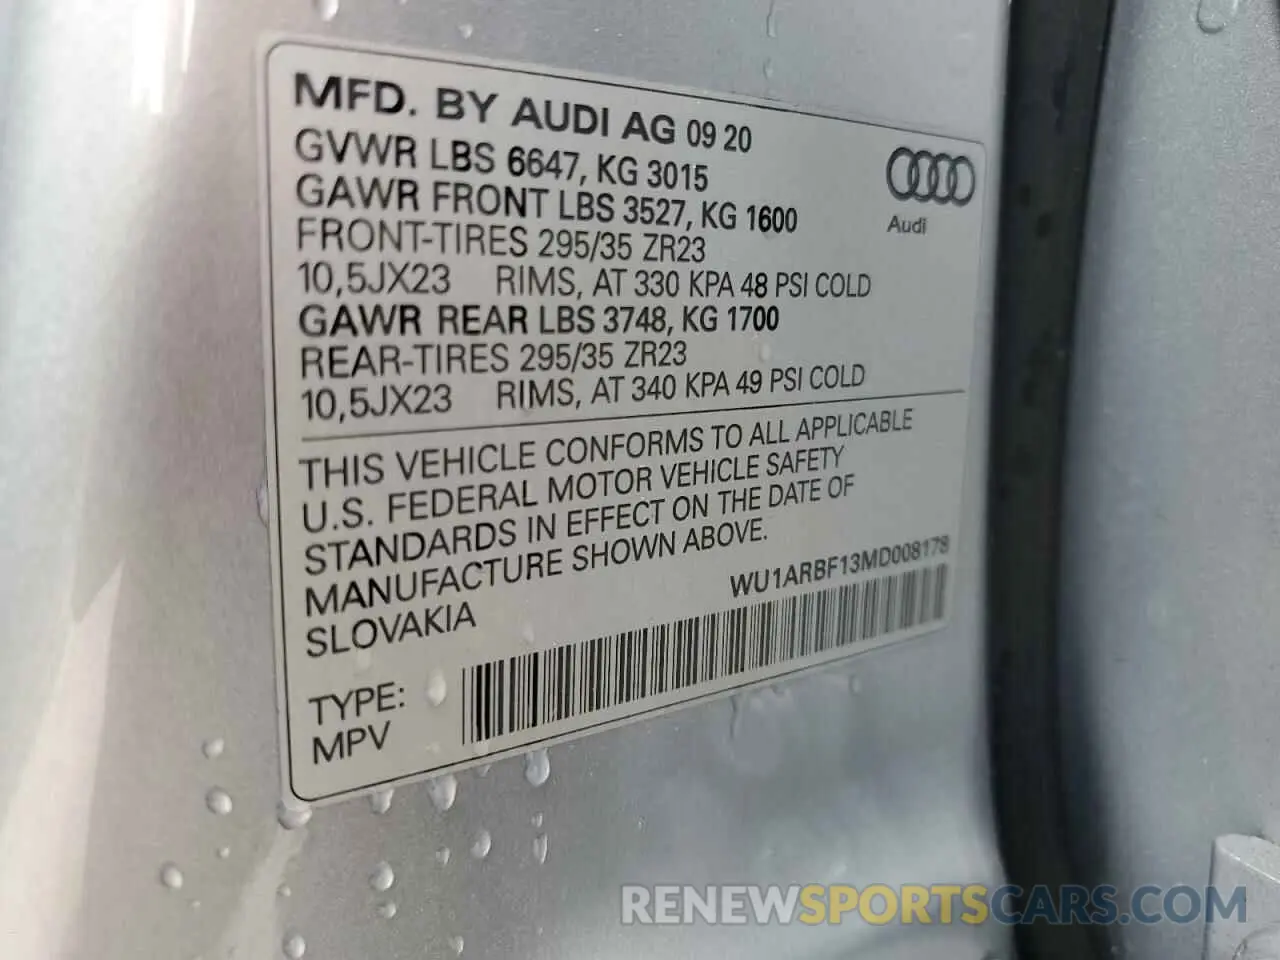 MFD. BY AUDI AG 09 20
GVWR LBS 6647, KG 3015
GAWR FRONT LBS 3527, KG 1600
FRONT-TIRES 295/35 ZR23
10,5JX23 RIMS, AT 330 KPA 48 PSI COLD
GAWR REAR LBS 3748, KG 1700
REAR-TIRES 295/35 ZR23
10,5JX23 RIMS, AT 340 KPA 49 PSI COLD
Audi
THIS VEHICLE CONFORMS TO ALL APPLICABLE
U.S. FEDERAL MOTOR VEHICLE SAFETY
STANDARDS IN EFFECT ON THE DATE OF
MANUFACTURE SHOWN ABOVE.
SLOVAKIA
WU1ARBF13MD008178
TYPE:
MPV
RENEWSPORTSCARS.COM